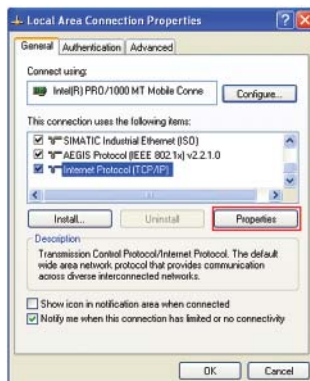 Local Area Connection Properties
General Authentication Advanced
Connect using:
Intel(R) PRO/1000 MT Mobile Conne
Configure...
This connection uses the following items:
SIMATIC Industrial Ethernet (ISO)
AEGIS Protocol (IEEE 802.1x) v2.2.1.0
Internet Protocol (TCP/IP)
Install... Uninstall Properties
Description
Transmission Control Protocol/Internet Protocol. The default
wide area network protocol that provides communication
across diverse interconnected networks.
Show icon in notification area when connected
Notify me when this connection has limited or no connectivity
OK Cancel